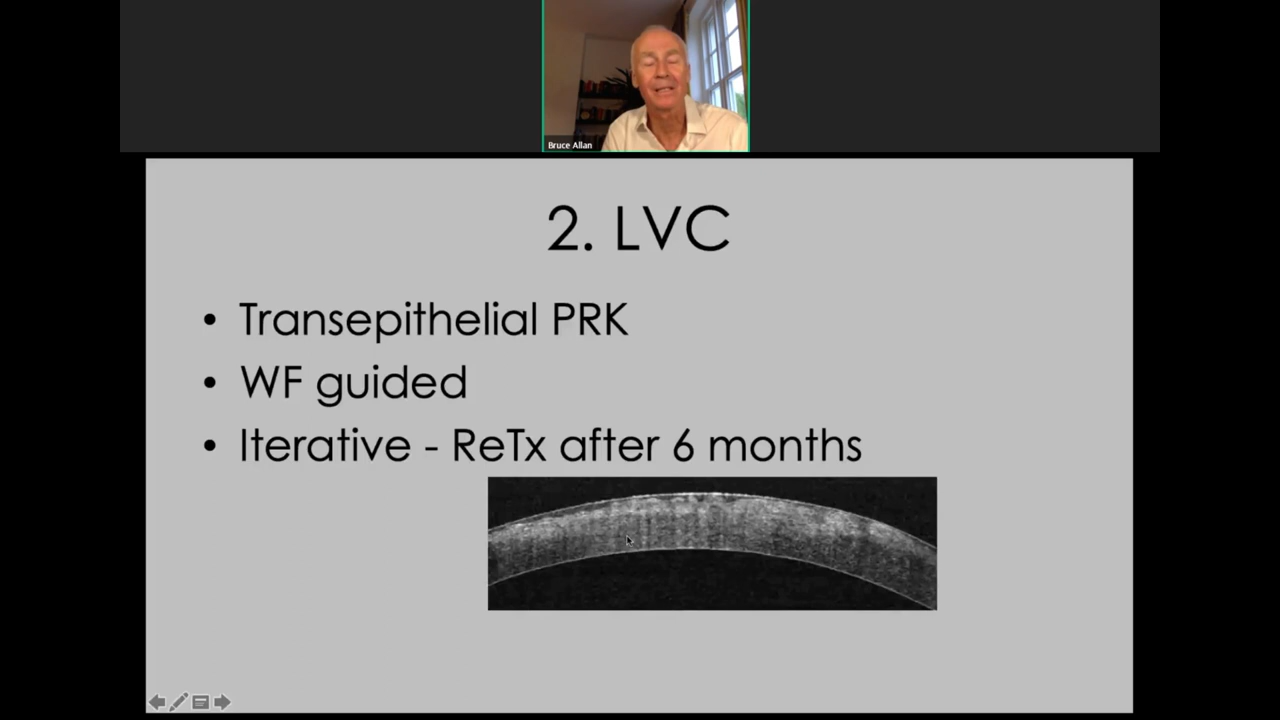 Bruce Allan
2. LVC
• Transepithelial PRK
• WF guided
• Iterative - ReTx after 6 months